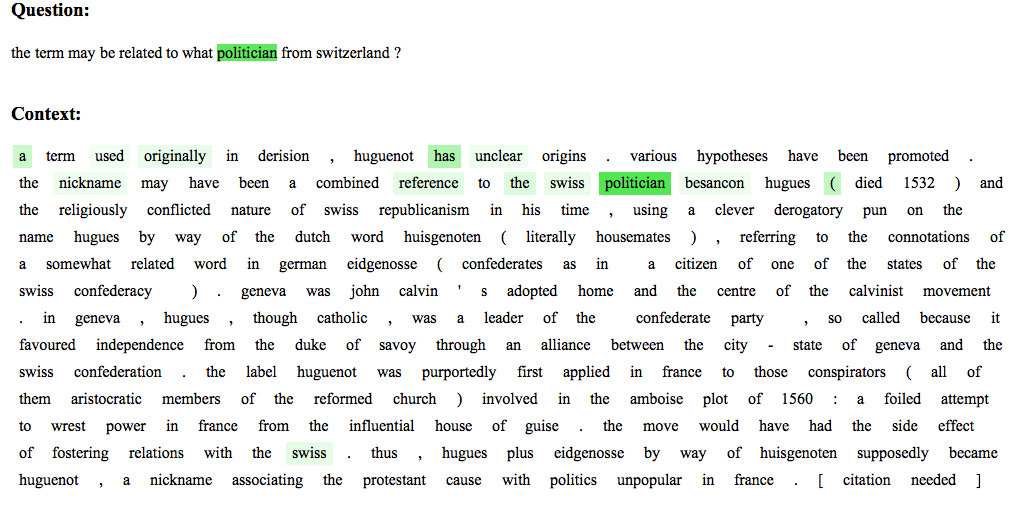 Question:
the term may be related to what politician from switzerland ?
Context:
a term used originally in derision , huguenot has unclear origins . various hypotheses have been promoted .
the nickname may have been a combined reference to the swiss politician besancon hugues ( died 1532 ) and
the religiously conflicted nature of swiss republicanism in his time , using a clever derogatory pun on the
name hugues by way of the dutch word huisgenoten ( literally housemates ) , referring to the connotations of
a somewhat related word in german eidgenosse ( confederates as in a citizen of one of the states of the
swiss confederacy ) . geneva was john calvin ' s adopted home and the centre of the calvinist movement
. in geneva , hugues , though catholic , was a leader of the confederate party , so called because it
favoured independence from the duke of savoy through an alliance between the city - state of geneva and the
swiss confederation . the label huguenot was purportedly first applied in france to those conspirators ( all of
them aristocratic members of the reformed church ) involved in the amboise plot of 1560 : a foiled attempt
to wrest power in france from the influential house of guise . the move would have had the side effect
of fostering relations with the swiss . thus , hugues plus eidgenosse by way of huisgenoten supposedly became
huguenot , a nickname associating the protestant cause with politics unpopular in france . [ citation needed ]